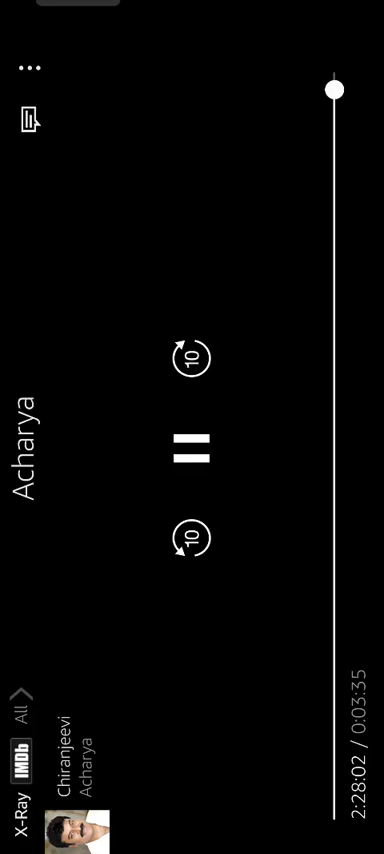 Acharya
X-Ray IMDb All
Chiranjeevi
Acharya
10
10
2:28:02 / 0:03:35